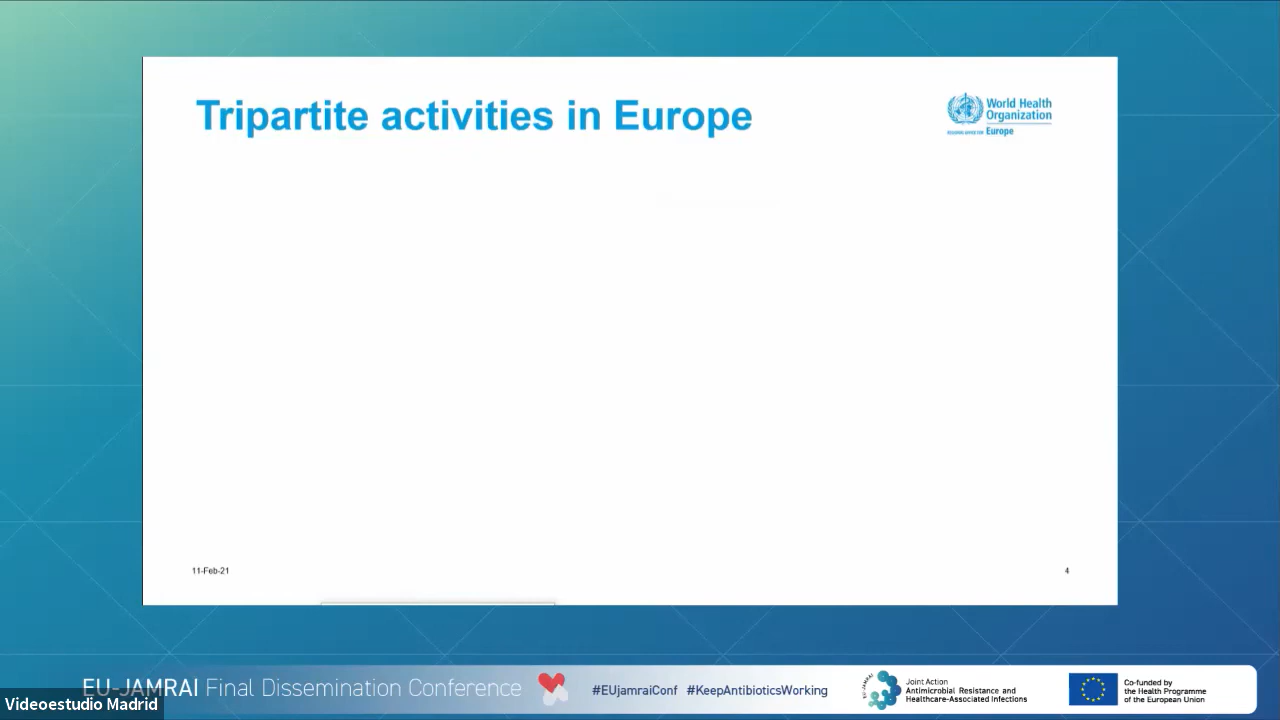 Tripartite activities in Europe
World Health
Organization
Europe
11-Feb-21
4
EU-JAMRAI Final Dissemination Conference
#EUjamraiConf #KeepAntibioticsWorking
EU-JAMRAI
Joint Action
Antimicrobial Resistance and
Healthcare-Associated Infections
Co-funded by
the Health Programme
of the European Union
Videoestudio Madrid